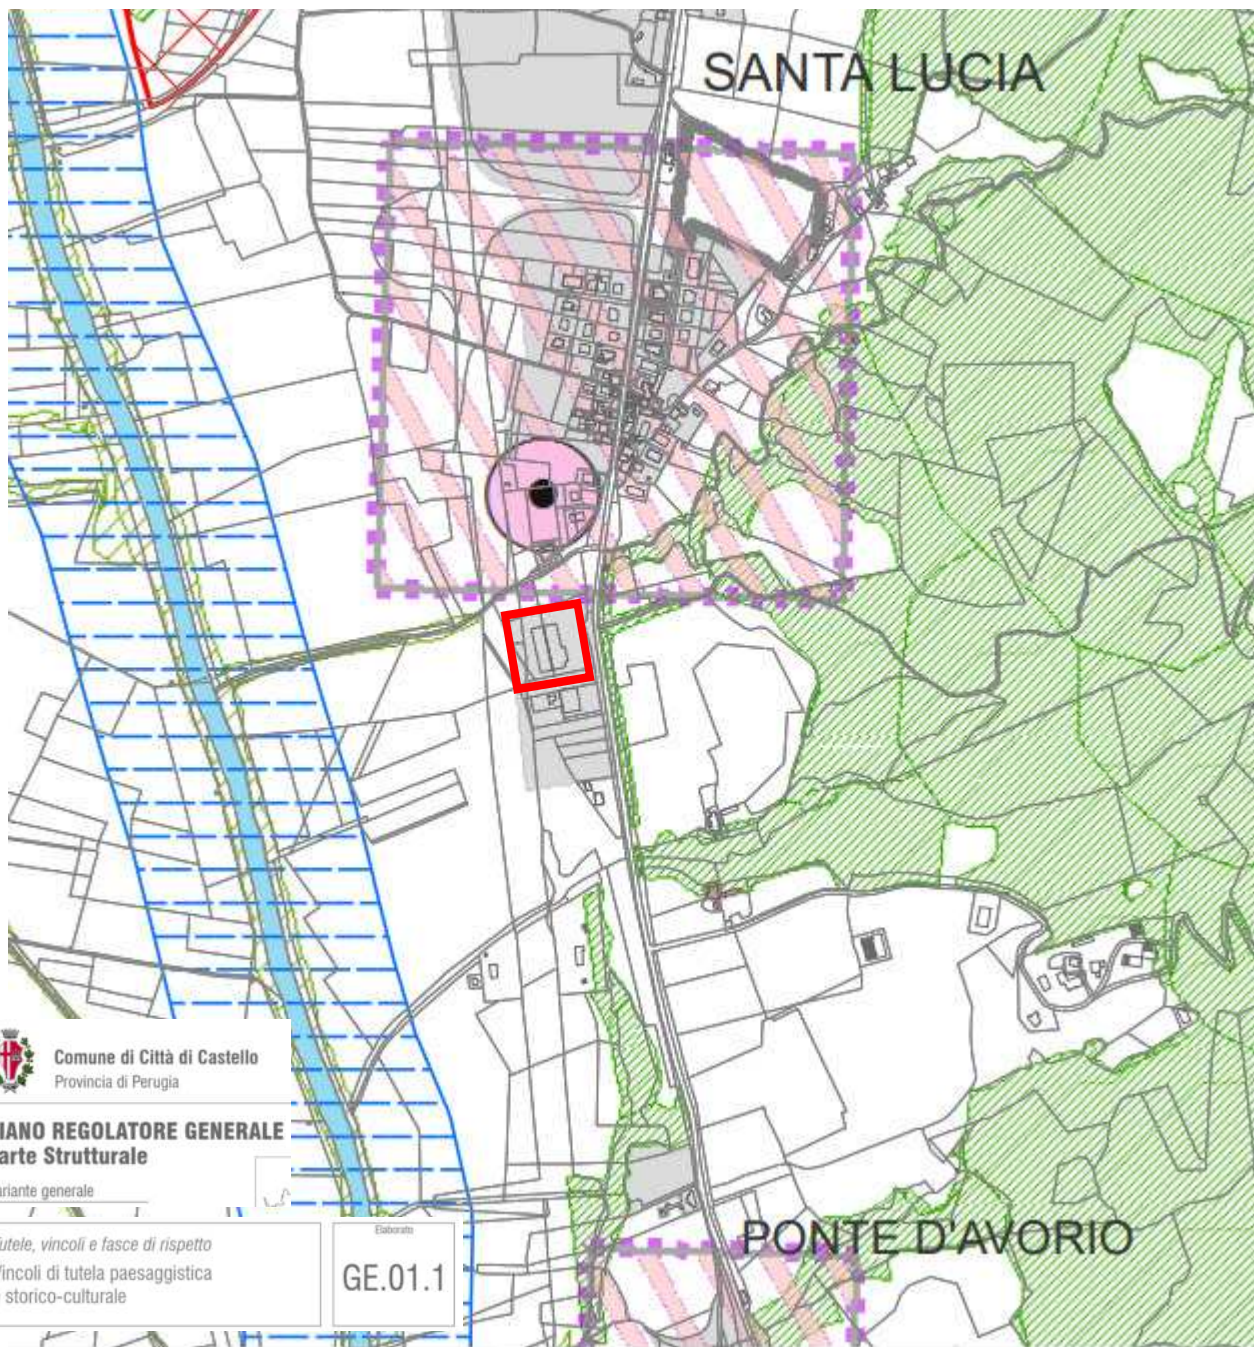 SANTA LUCIA
Comune di Città di Castello
Provincia di Perugia
IANO REGOLATORE GENERALE
arte Strutturale
ariante generale
utele, vincoli e fasce di rispetto
incoli di tutela paesaggistica
storico-culturale
Elaborato
GE.01.1
PONTE D'AVORIO